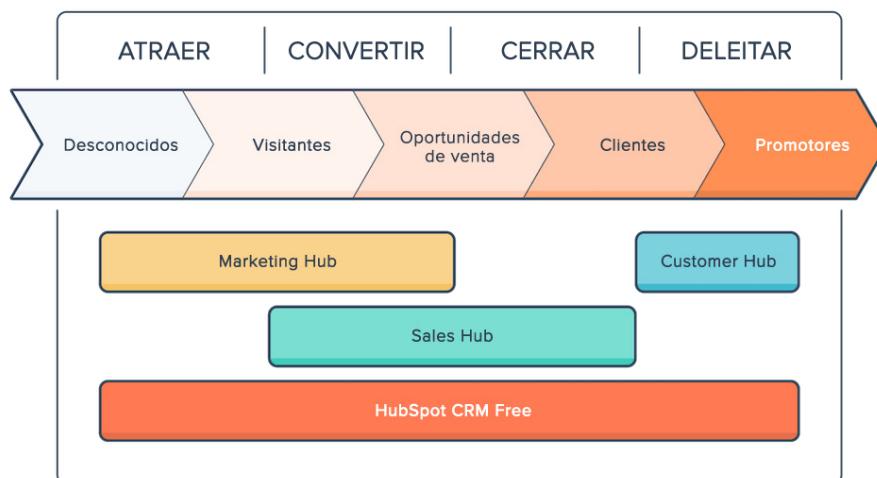 ATRAER
CONVERTIR
CERRAR
DELEITAR
Desconocidos
Visitantes
Oportunidades
de venta
Clientes
Promotores
Marketing Hub
Customer Hub
Sales Hub
HubSpot CRM Free